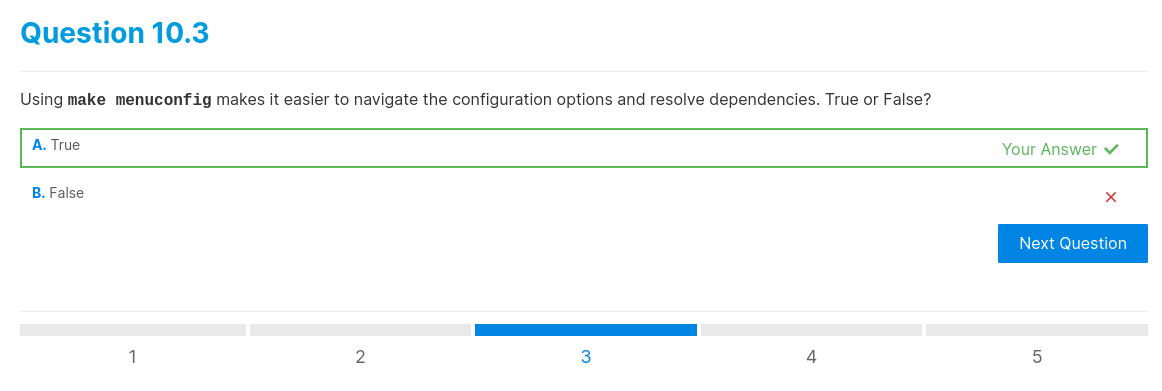 Question 10.3
Using make menuconfig makes it easier to navigate the configuration options and resolve dependencies. True or False?
A. True
Your Answer ✓
B. False
×
Next Question
1 2 3 4 5